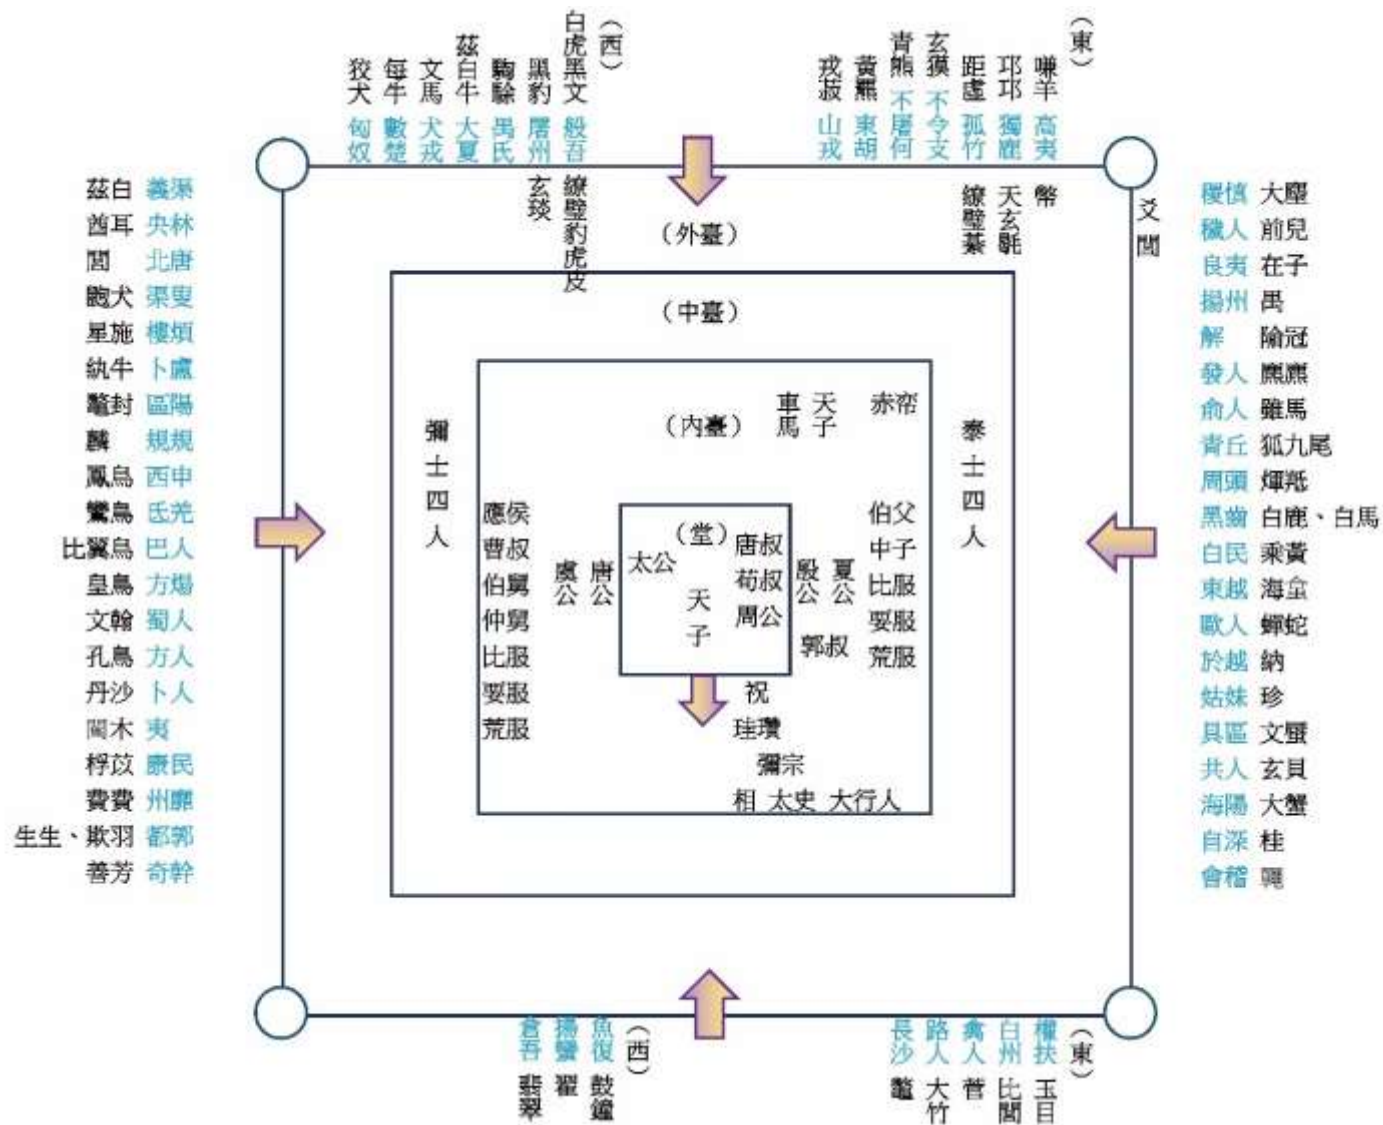 （西）
白虎黑文 般吾
黑豹 屠州
騊駼 禺氏
茲白牛 大夏
文馬 犬戎
每牛 數楚
狡犬 匈奴
（東）
嗛羊 高夷
邛邛 獨鹿
距虛 孤竹
玄獏 不令支
青熊 不屠何
黃羆 東胡
戎菽 山戎
繚璧豹虎皮
玄琰
幣
天玄㲝
繚璧綦
爻閭
（外臺）
（中臺）
（內臺）
天子
車馬
赤帟
彌士四人
泰士四人
應侯
曹叔
伯舅
仲舅
比服
要服
荒服
唐公
虞公
（堂）
太公
唐叔
荀叔
周公
天子
夏公
殷公
郭叔
伯父
中子
比服
要服
荒服
祝
珪瓚
彌宗
相 太史 大行人
茲白 義渠
酋耳 央林
閭 北唐
䶂犬 渠叟
星施 樓煩
紈牛 卜盧
鼈封 區陽
麟 規規
鳳鳥 西申
鸞鳥 氐羌
比翼鳥 巴人
皇鳥 方煬
文翰 蜀人
孔鳥 方人
丹沙 卜人
闟木 夷
桴苡 康民
費費 州靡
生生、欺羽 都郭
善芳 奇幹
稷慎 大麈
穢人 前兒
良夷 在子
揚州 禺
解 隃冠
發人 麃麃
俞人 雖馬
青丘 狐九尾
周頭 煇羝
黑齒 白鹿、白馬
白民 乘黃
東越 海㿽
歐人 蟬蛇
於越 納
姑妹 珍
具區 文蜃
共人 玄貝
海陽 大蟹
自深 桂
會稽
（西）
魚復 鼓鐘
揚蠻 翟
倉吾 翡翠
（東）
權扶 玉目
白州 比閭
禽人 菅
路人 大竹
長沙 鼈